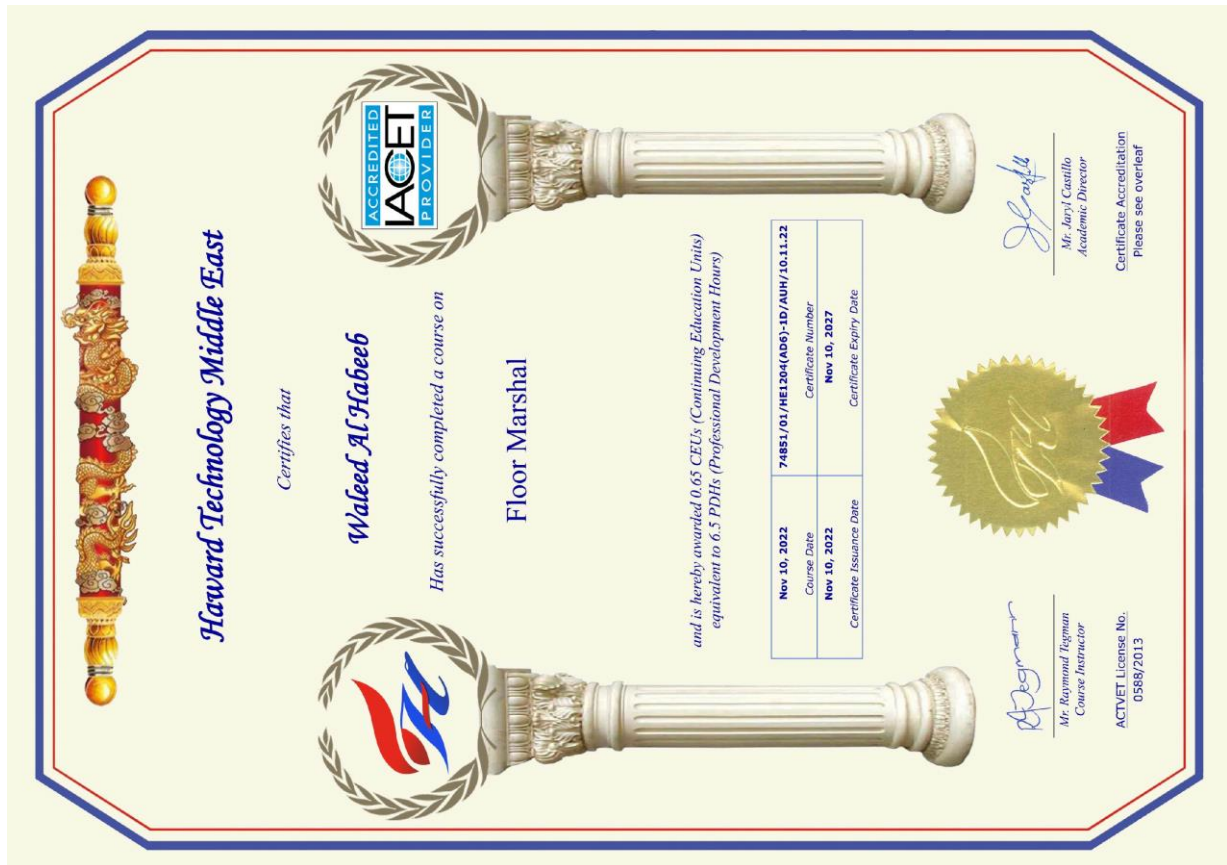 Haward Technology Middle East
Certifies that
ACCREDITED
IACET
PROVIDER
Waleed Al Habeeb
Has successfully completed a course on
Floor Marshal
and is hereby awarded 0.65 CEUs (Continuing Education Units)
equivalent to 6.5 PDHs (Professional Development Hours)
Nov 10, 2022 74851/01/HE1204(AD6)-1D/AUH/10.11.22
Course Date Certificate Number
Nov 10, 2022 Nov 10, 2027
Certificate Issuance Date Certificate Expiry Date
Mr. Raymond Tegman
Course Instructor
ACTVET License No.
0588/2013
Mr. Jaryl Castillo
Academic Director
Certificate Accreditation
Please see overleaf